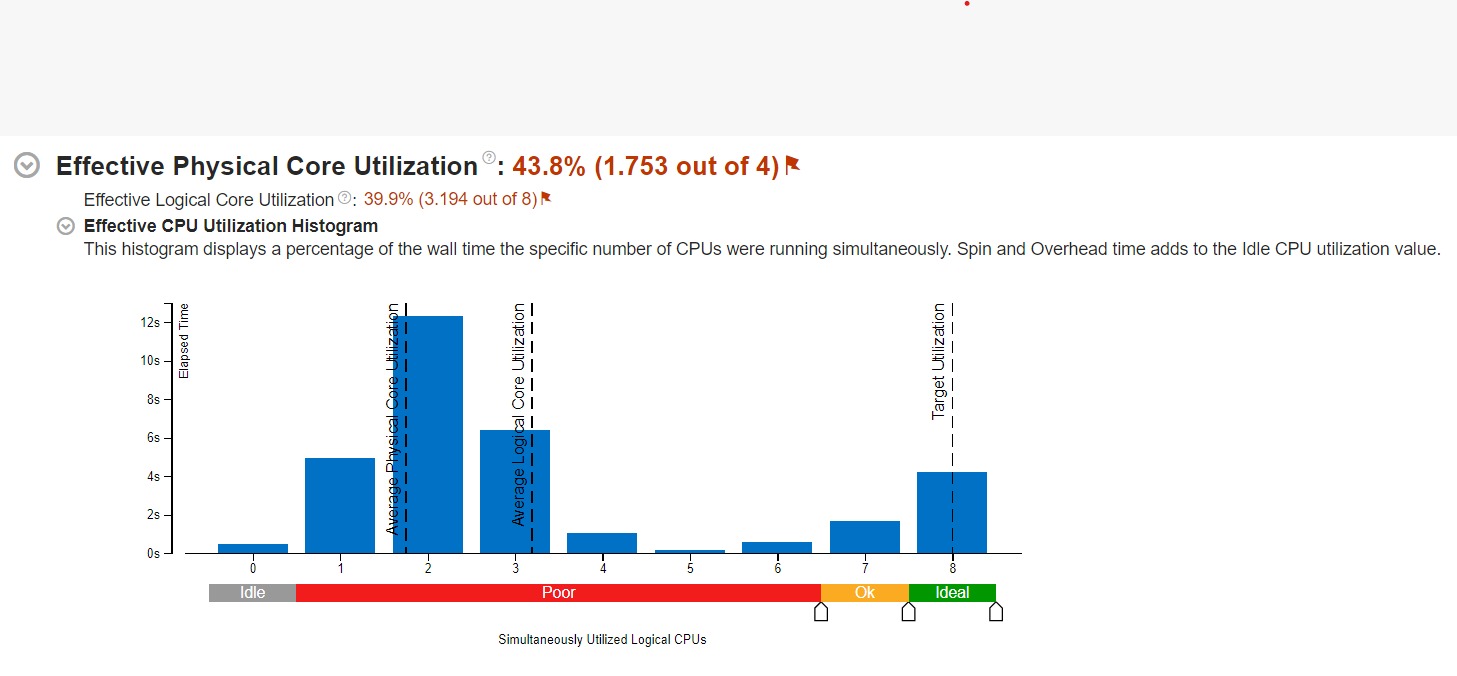 Effective Physical Core Utilization ? : 43.8% (1.753 out of 4)
Effective Logical Core Utilization ? : 39.9% (3.194 out of 8)
Effective CPU Utilization Histogram
This histogram displays a percentage of the wall time the specific number of CPUs were running simultaneously. Spin and Overhead time adds to the Idle CPU utilization value.
Elapsed Time
12s
10s
8s
6s
4s
2s
0s
Average Physical Core Utilization
Average Logical Core Utilization
Target Utilization
0 1 2 3 4 5 6 7 8
Idle Poor Ok Ideal
Simultaneously Utilized Logical CPUs